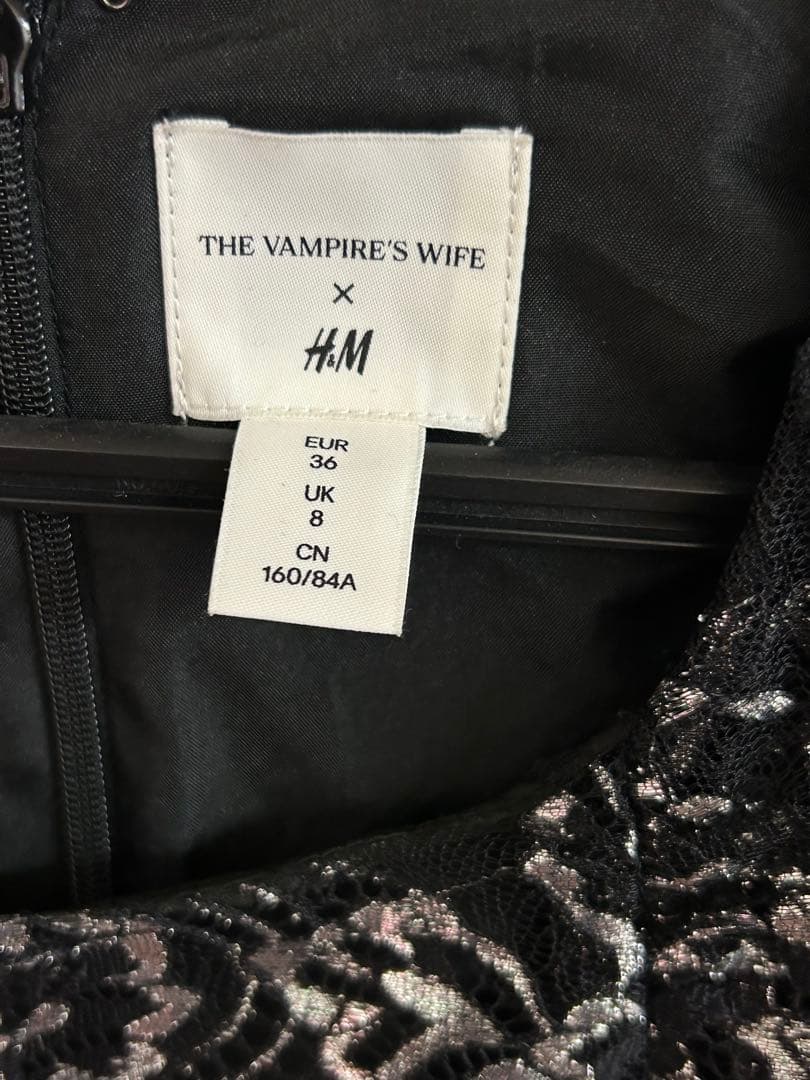 THE VAMPIRE'S WIFE
×
H&M
EUR
36
UK
8
CN
160/84A